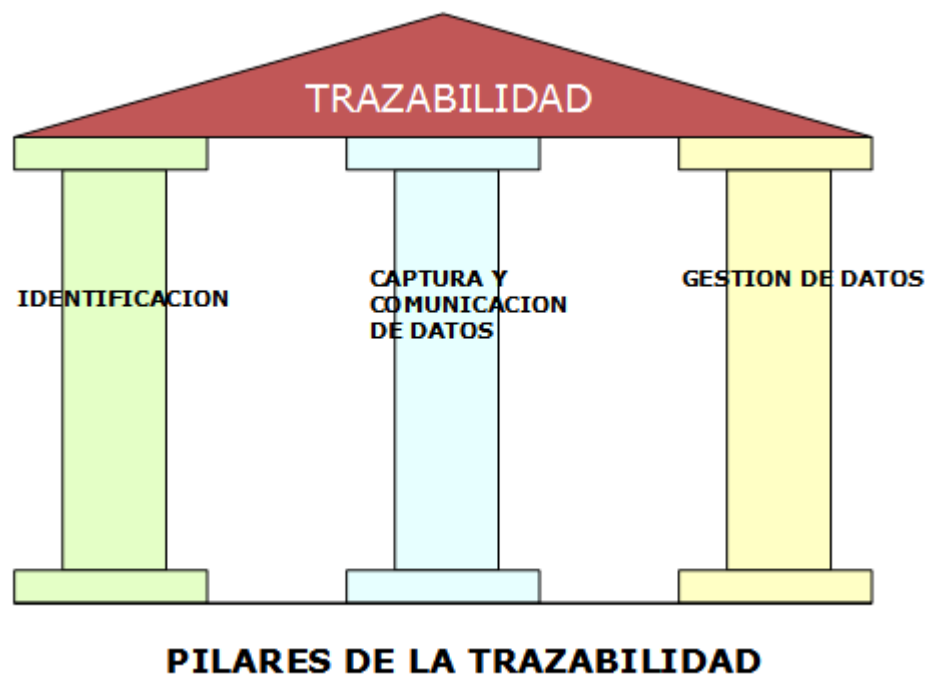 TRAZABILIDAD
IDENTIFICACION
CAPTURA Y
COMUNICACION
DE DATOS
GESTION DE DATOS
PILARES DE LA TRAZABILIDAD